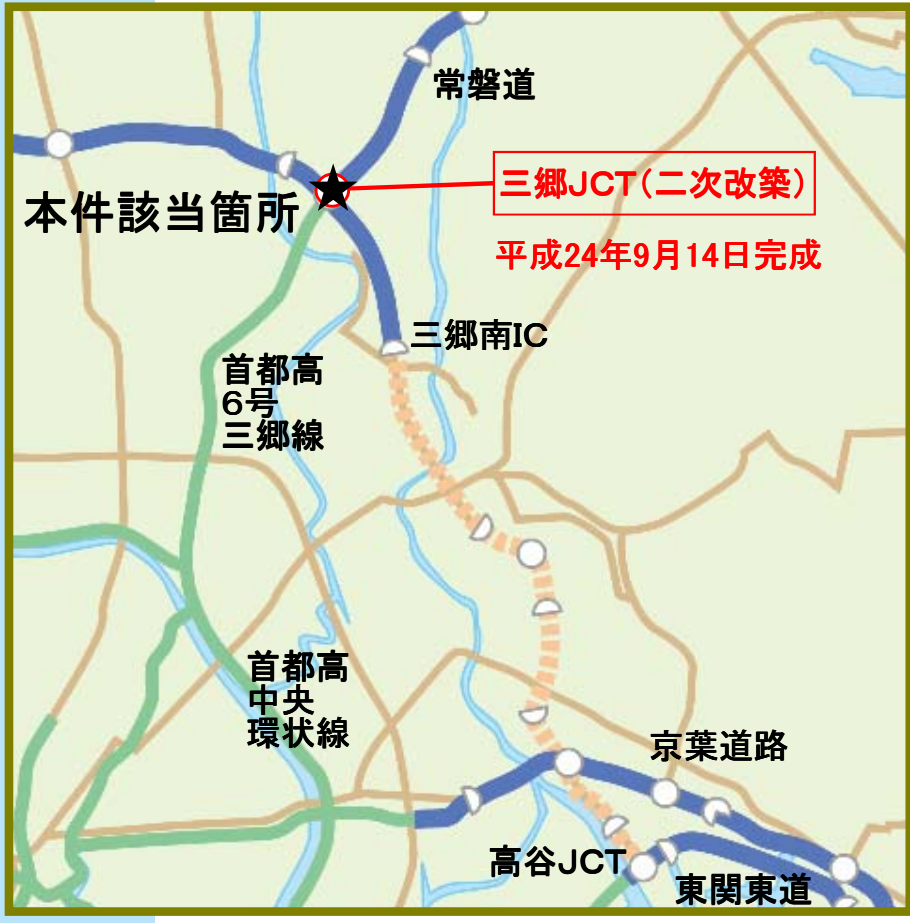 常磐道
三郷JCT(二次改築)
本件該当箇所
平成24年9月14日完成
三郷南IC
首都高
6号
三郷線
首都高
中央
環状線
京葉道路
高谷JCT
東関東道